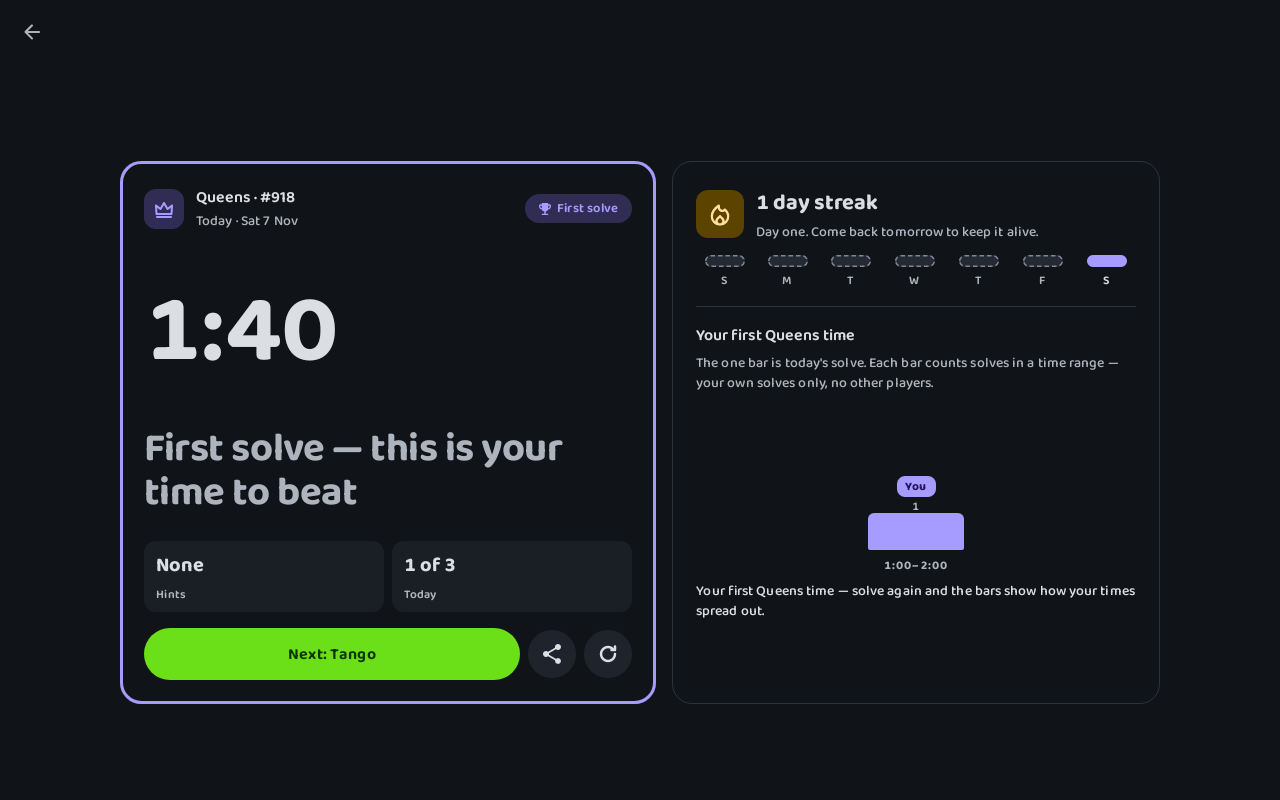 Queens · #918
Today · Sat 7 Nov
First solve
1:40
First solve — this is your
time to beat
None
Hints
1 of 3
Today
Next: Tango
1 day streak
Day one. Come back tomorrow to keep it alive.
S M T W T F S
Your first Queens time
The one bar is today's solve. Each bar counts solves in a time range —
your own solves only, no other players.
You
1
1:00–2:00
Your first Queens time — solve again and the bars show how your times
spread out.